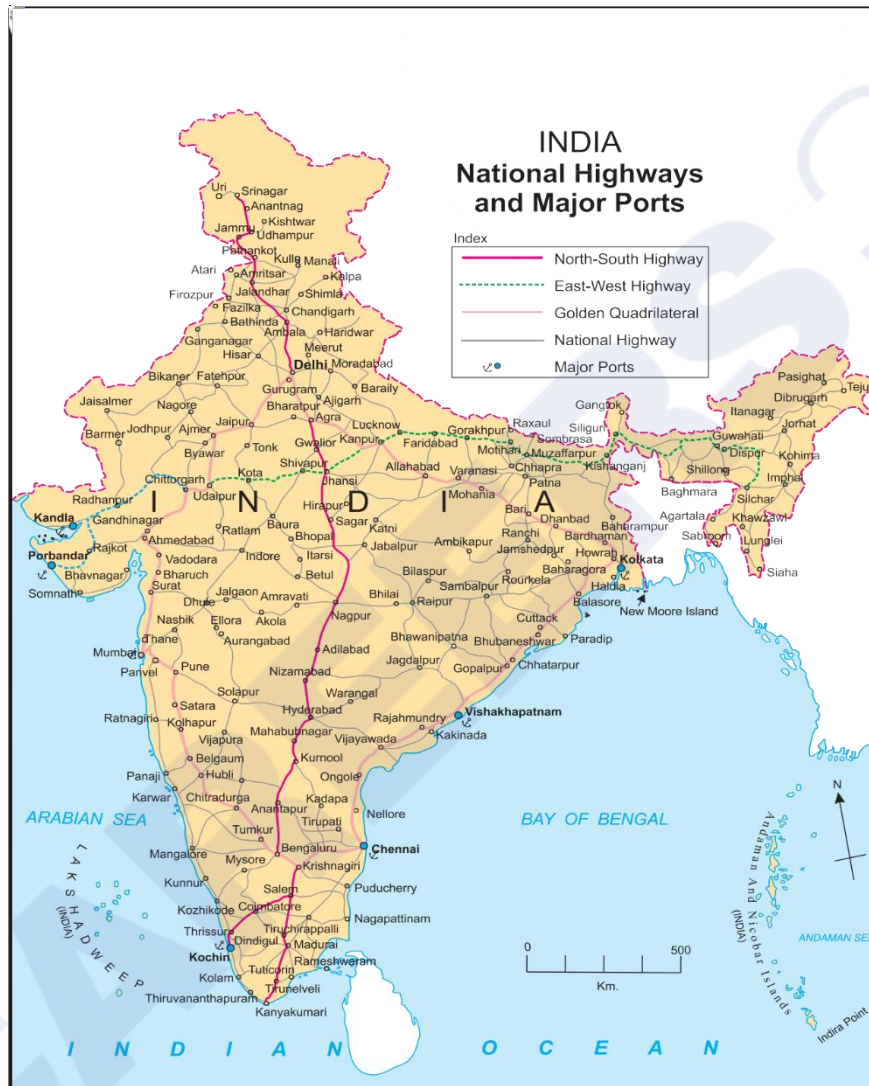 INDIA
National Highways
and Major Ports
Index
North-South Highway
East-West Highway
Golden Quadrilateral
National Highway
Major Ports
Uri
Srinagar
Anantnag
Kishtwar
Jammu
Udhampur
Pathankot
Kullu
Manali
Atari
Amritsar
Kalpa
Jalandhar
Shimla
Firozpur
Fazilka
Chandigarh
Bathinda
Ambala
Haridwar
Ganganagar
Hisar
Meerut
Delhi
Moradabad
Bikaner
Fatehpur
Gurugram
Baraily
Jaisalmer
Nagore
Ajigarh
Bharatpur
Agra
Barmer
Jodhpur
Ajmer
Jaipur
Lucknow
Gorakhpur
Raxaul
Byawar
Tonk
Gwalior
Kanpur
Faridabad
Motihari
Sombrasa
Muzaffarpur
Gangtok
Siliguri
Kishanganj
Pasighat
Teju
Dibrugarh
Itanagar
Jorhat
Guwahati
Dispur
Kohima
Shillong
Imphal
Baghmara
Silchar
Agartala
Khawzawl
Sabroom
Lunglei
Siaha
Chittorgarh
Kota
Shivapur
Jhansi
Allahabad
Varanasi
Chhapra
Patna
Mohania
Radhanpur
Udaipur
I N D I A
Kandla
Gandhinagar
Hirapur
Sagar
Katni
Bari
Dhanbad
Baharampur
Ratlam
Baura
Bhopal
Bardhaman
Porbandar
Rajkot
Ahmedabad
Indore
Itarsi
Jabalpur
Ambikapur
Ranchi
Jamshedpur
Howrah
Kolkata
Vadodara
Bhavnagar
Bharuch
Betul
Bilaspur
Rourkela
Baharagora
Haldia
Somnath
Surat
Jalgaon
Dhule
Amravati
Akola
Nagpur
Bhilai
Raipur
Sambalpur
Balasore
New Moore Island
Nashik
Ellora
Aurangabad
Cuttack
Thane
Adilabad
Bhawanipatna
Bhubaneshwar
Paradip
Mumbai
Panvel
Pune
Nizamabad
Jagdalpur
Gopalpur
Chhatarpur
Solapur
Warangal
Satara
Ratnagiri
Kolhapur
Hyderabad
Rajahmundry
Vishakhapatnam
Vijapura
Mahabubnagar
Vijayawada
Kakinada
Belgaum
Kurnool
Panaji
Hubli
Ongole
Karwar
Chitradurga
Anantapur
Kadapa
Nellore
ARABIAN SEA
BAY OF BENGAL
N
Tumkur
Tirupati
Mangalore
Mysore
Bengaluru
Chennai
Krishnagiri
Kunnur
Salem
Puducherry
LAKSHADWEEP
(INDIA)
Kozhikode
Coimbatore
Nagapattinam
Andaman And Nicobar Islands
(INDIA)
Thrissur
Tiruchirappalli
Dindigul
Madurai
Kochin
Kolam
Tuticorin
Rameshwaram
0 500
Km.
ANDAMAN SEA
Thiruvananthapuram
Tirunelveli
Kanyakumari
Indira Point
I N D I A N O C E A N